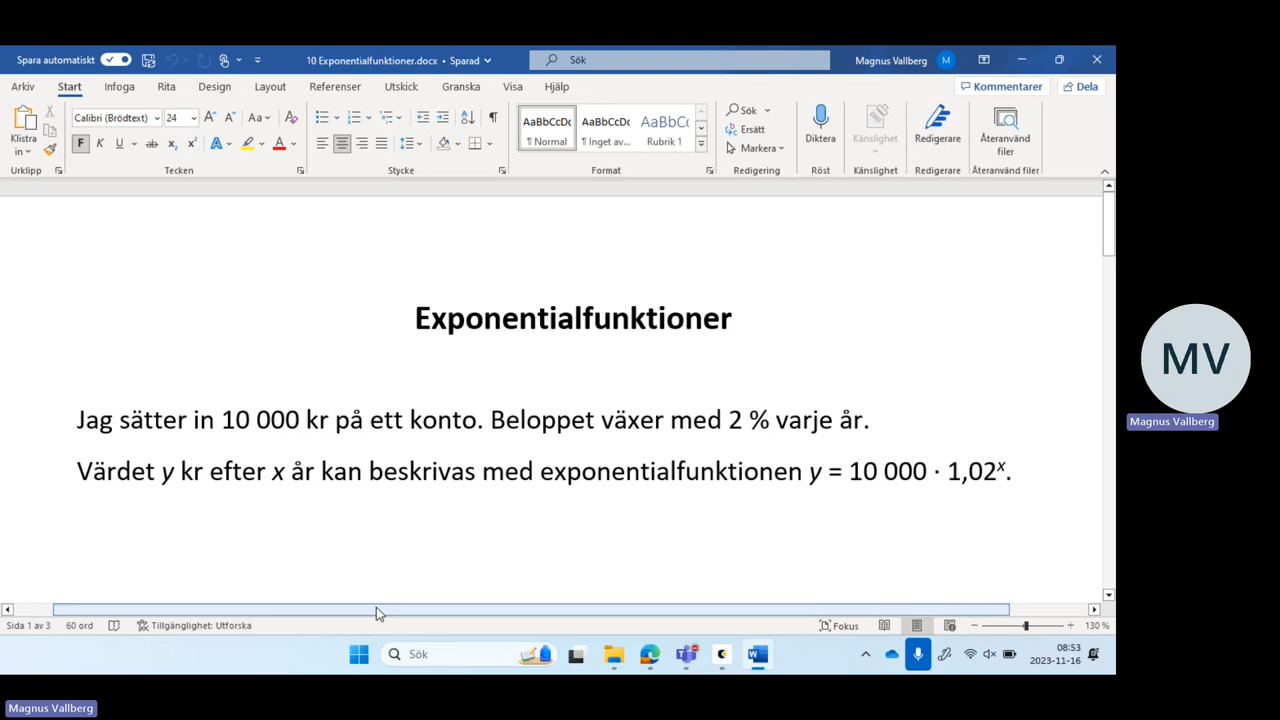 Spara automatiskt
10 Exponentialfunktioner.docx • Sparad
Sök
Magnus Vallberg
M
Arkiv Start Infoga Rita Design Layout Referenser Utskick Granska Visa Hjälp
Kommentarer
Dela
Klistra in
Calibri (Brödtext) 24
Aa
F K U ab x₂ x² A A
AaBbCcDc AaBbCcDc AaBbCc
¶ Normal ¶ Inget av... Rubrik 1
Sök
Ersätt
Markera
Diktera
Känslighet
Redigerare
Återanvänd filer
Urklipp Tecken Stycke Format Redigering Röst Känslighet Redigerare Återanvänd filer
Exponentialfunktioner
Jag sätter in 10 000 kr på ett konto. Beloppet växer med 2 % varje år.
Värdet y kr efter x år kan beskrivas med exponentialfunktionen y = 10 000 · 1,02ˣ.
MV
Magnus Vallberg
Sida 1 av 3 60 ord Tillgänglighet: Utforska Fokus 130 %
Sök
08:53
2023-11-16
Magnus Vallberg